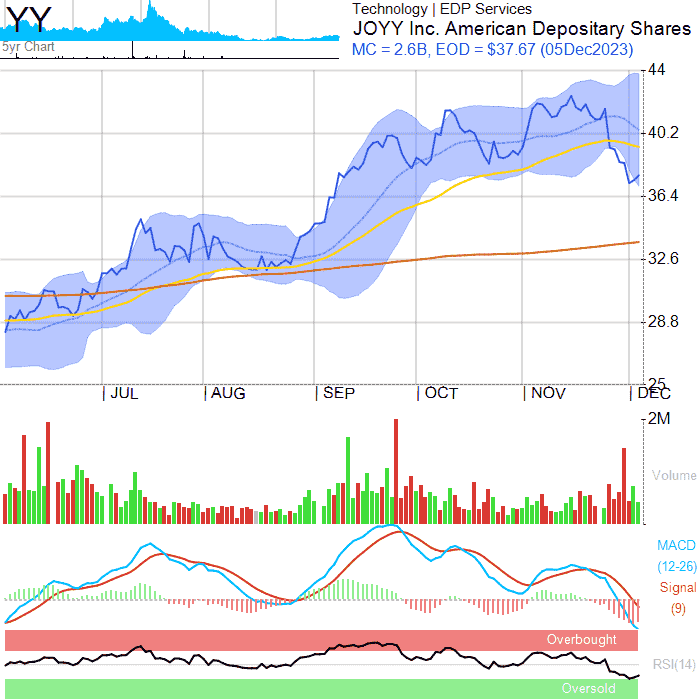 YY
5yr Chart
Technology | EDP Services
JOYY Inc. American Depositary Shares
MC = 2.6B, EOD = $37.67 (05Dec2023)
44
40.2
36.4
32.6
28.8
25
JUL AUG SEP OCT NOV DEC
2M
Volume
MACD
(12-26)
Signal
(9)
Overbought
RSI(14)
Oversold